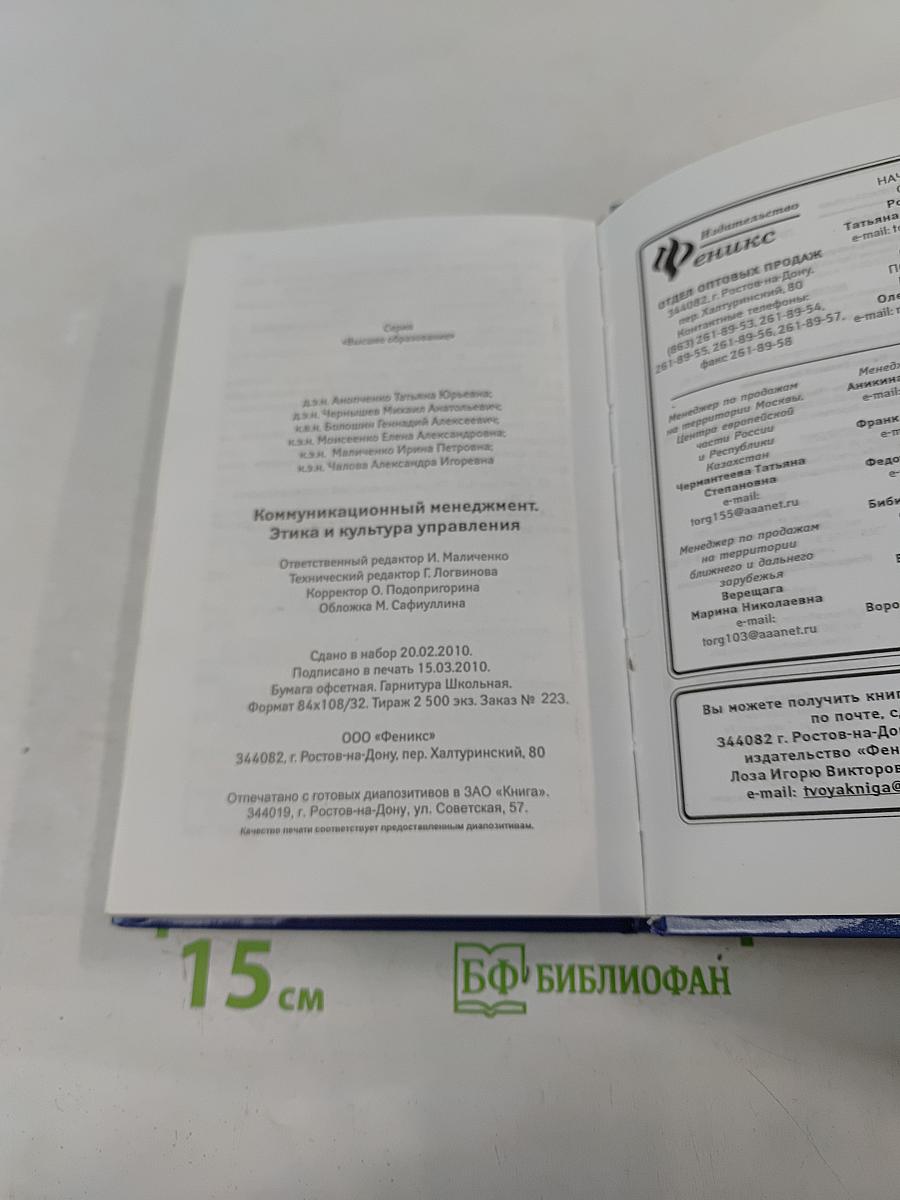 Серия
«Высшее образование»
д.э.н. Анопченко Татьяна Юрьевна;
д.э.н. Чернышев Михаил Анатольевич;
к.в.н. Болошин Геннадий Алексеевич;
к.э.н. Моисеенко Елена Александровна;
к.э.н. Маличенко Ирина Петровна;
к.э.н. Чапова Александра Игоревна
Коммуникационный менеджмент.
Этика и культура управления
Ответственный редактор И. Маличенко
Технический редактор Г. Логвинова
Корректор О. Подопригорина
Обложка М. Сафиуллина
Сдано в набор 20.02.2010.
Подписано в печать 15.03.2010.
Бумага офсетная. Гарнитура Школьная.
Формат 84х108/32. Тираж 2 500 экз. Заказ № 223.
ООО «Феникс»
344082, г. Ростов-на-Дону, пер. Халтуринский, 80
Отпечатано с готовых диапозитивов в ЗАО «Книга».
344019, г. Ростов-на-Дону, ул. Советская, 57.
Качество печати соответствует предоставленным диапозитивам.
Издательство
Феникс
ОТДЕЛ ОПТОВЫХ ПРОДАЖ
344082, г. Ростов-на-Дону,
пер. Халтуринский, 80
Контактные телефоны:
(863) 261-89-53, 261-89-54,
261-89-55, 261-89-56, 261-89-57,
факс 261-89-58
Менеджер по продажам
на территории Москвы,
Центра европейской
части России
и Республики
Казахстан
Чермантеева Татьяна
Степановна
e-mail:
torg155@aaanet.ru
Менеджер по продажам
на территории
ближнего и дальнего
зарубежья
Верещага
Марина Николаевна
e-mail:
torg103@aaanet.ru
Татьяна
e-mail:
e-mail:
Аникина
e-mail:
Вы можете получить
по почте,
344082 г. Ростов-на-
издательство
Лоза Игорю
e-mail: tvoyakniga@
15 см
БФ БИБЛИОФАН